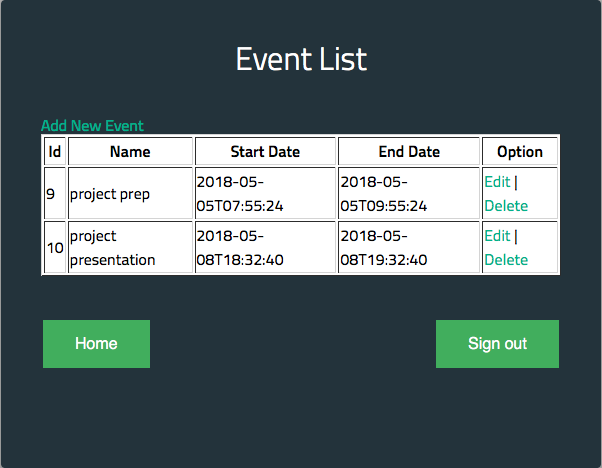 Event List
Add New Event
Id Name Start Date End Date Option
9 project prep 2018-05-05T07:55:24 2018-05-05T09:55:24 Edit | Delete
10 project presentation 2018-05-08T18:32:40 2018-05-08T19:32:40 Edit | Delete
Home Sign out